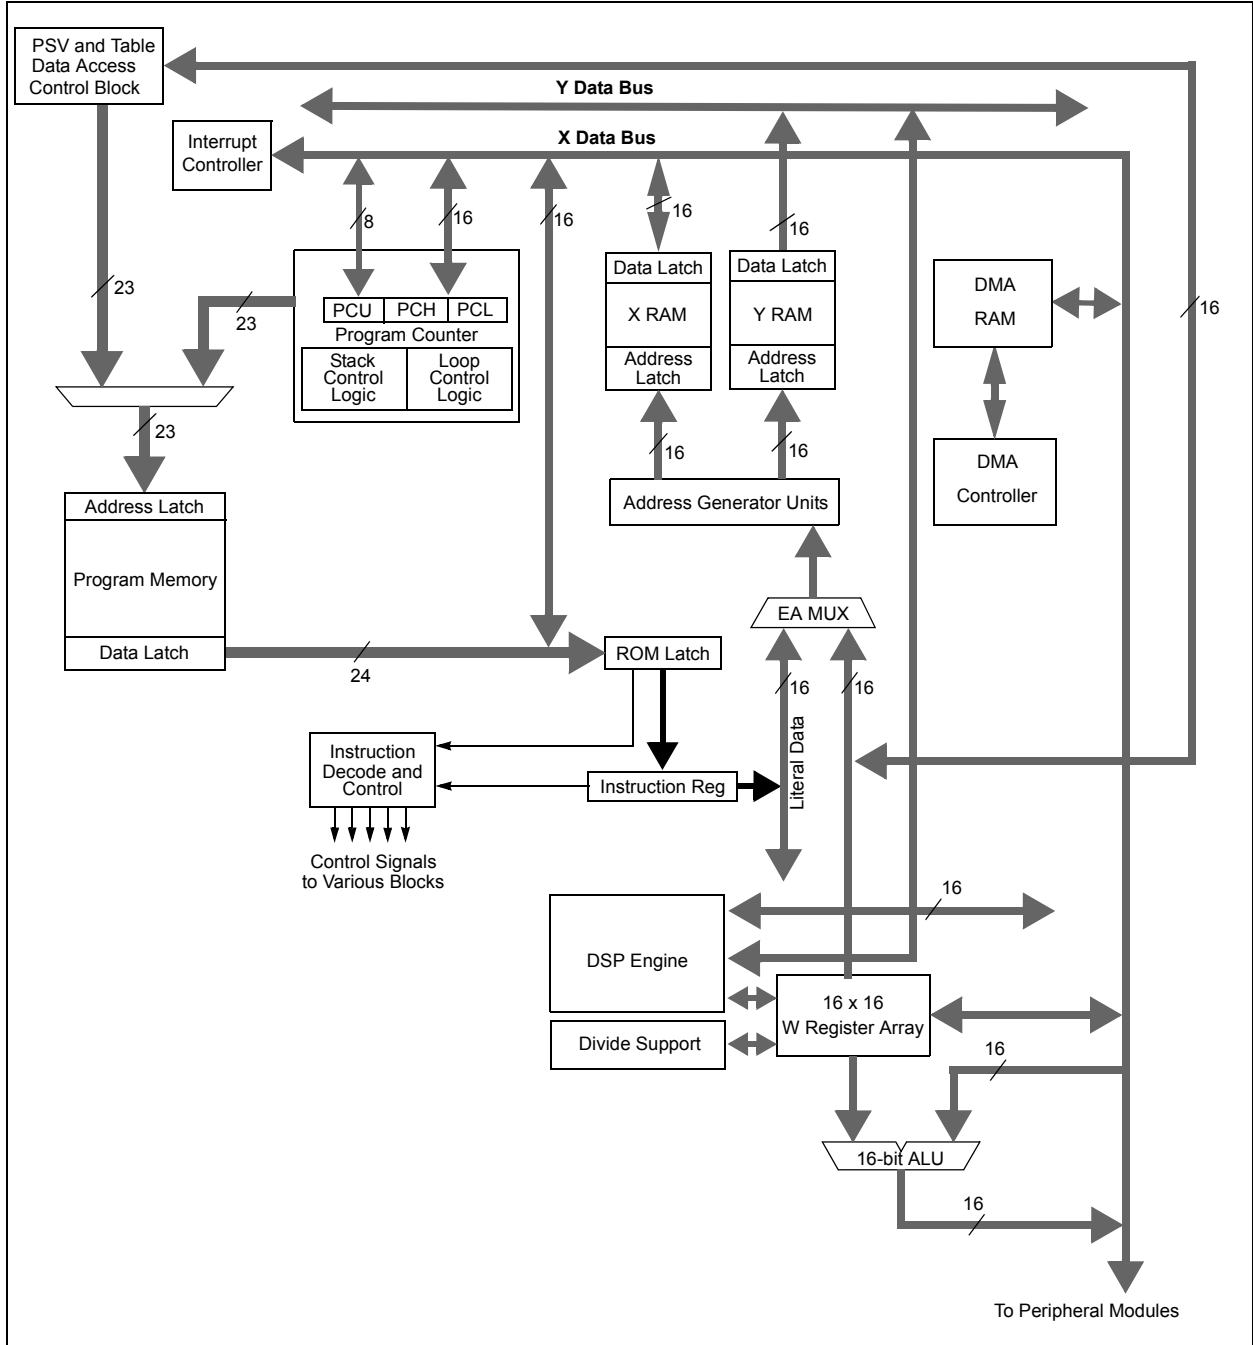 PSV and Table
Data Access
Control Block
Y Data Bus
X Data Bus
Interrupt
Controller
8
16
16
16
16
23
23
16
PCU
PCH
PCL
Program Counter
Stack
Control
Logic
Loop
Control
Logic
Data Latch
X RAM
Address
Latch
Data Latch
Y RAM
Address
Latch
DMA
RAM
DMA
Controller
23
16
16
Address Generator Units
Address Latch
Program Memory
Data Latch
24
ROM Latch
EA MUX
16
16
Literal Data
Instruction
Decode and
Control
Instruction Reg
Control Signals
to Various Blocks
16
DSP Engine
16 x 16
W Register Array
Divide Support
16
16-bit ALU
16
To Peripheral Modules